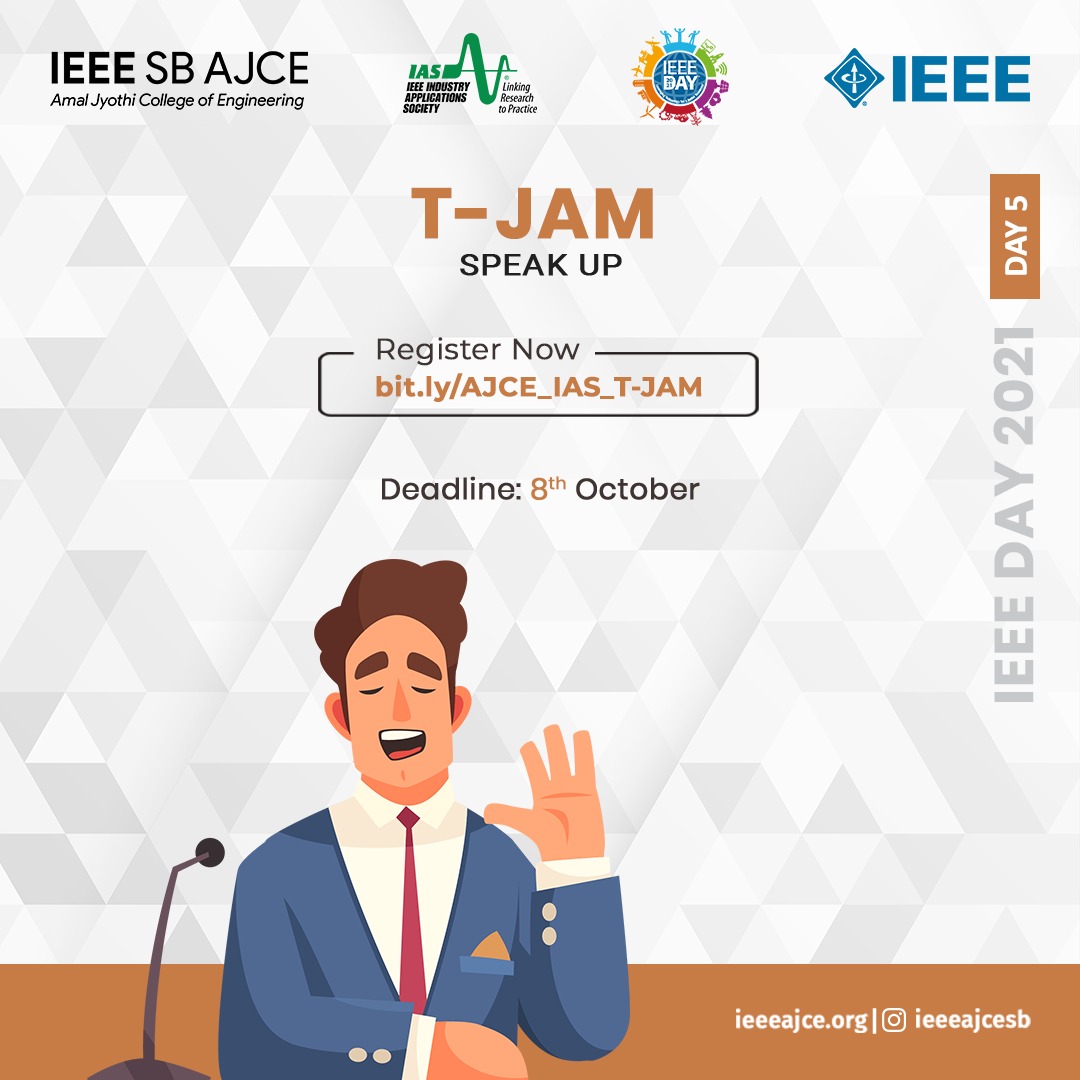 IEEE SB AJCE
Amal Jyothi College of Engineering
IAS
IEEE INDUSTRY
APPLICATIONS
SOCIETY
®
Linking
Research
to Practice
IEEE
2021
DAY
IEEE
T-JAM
SPEAK UP
DAY 5
IEEE DAY 2021
Register Now
bit.ly/AJCE_IAS_T-JAM
Deadline: 8th October
ieeeajce.org| ieeeajcesb